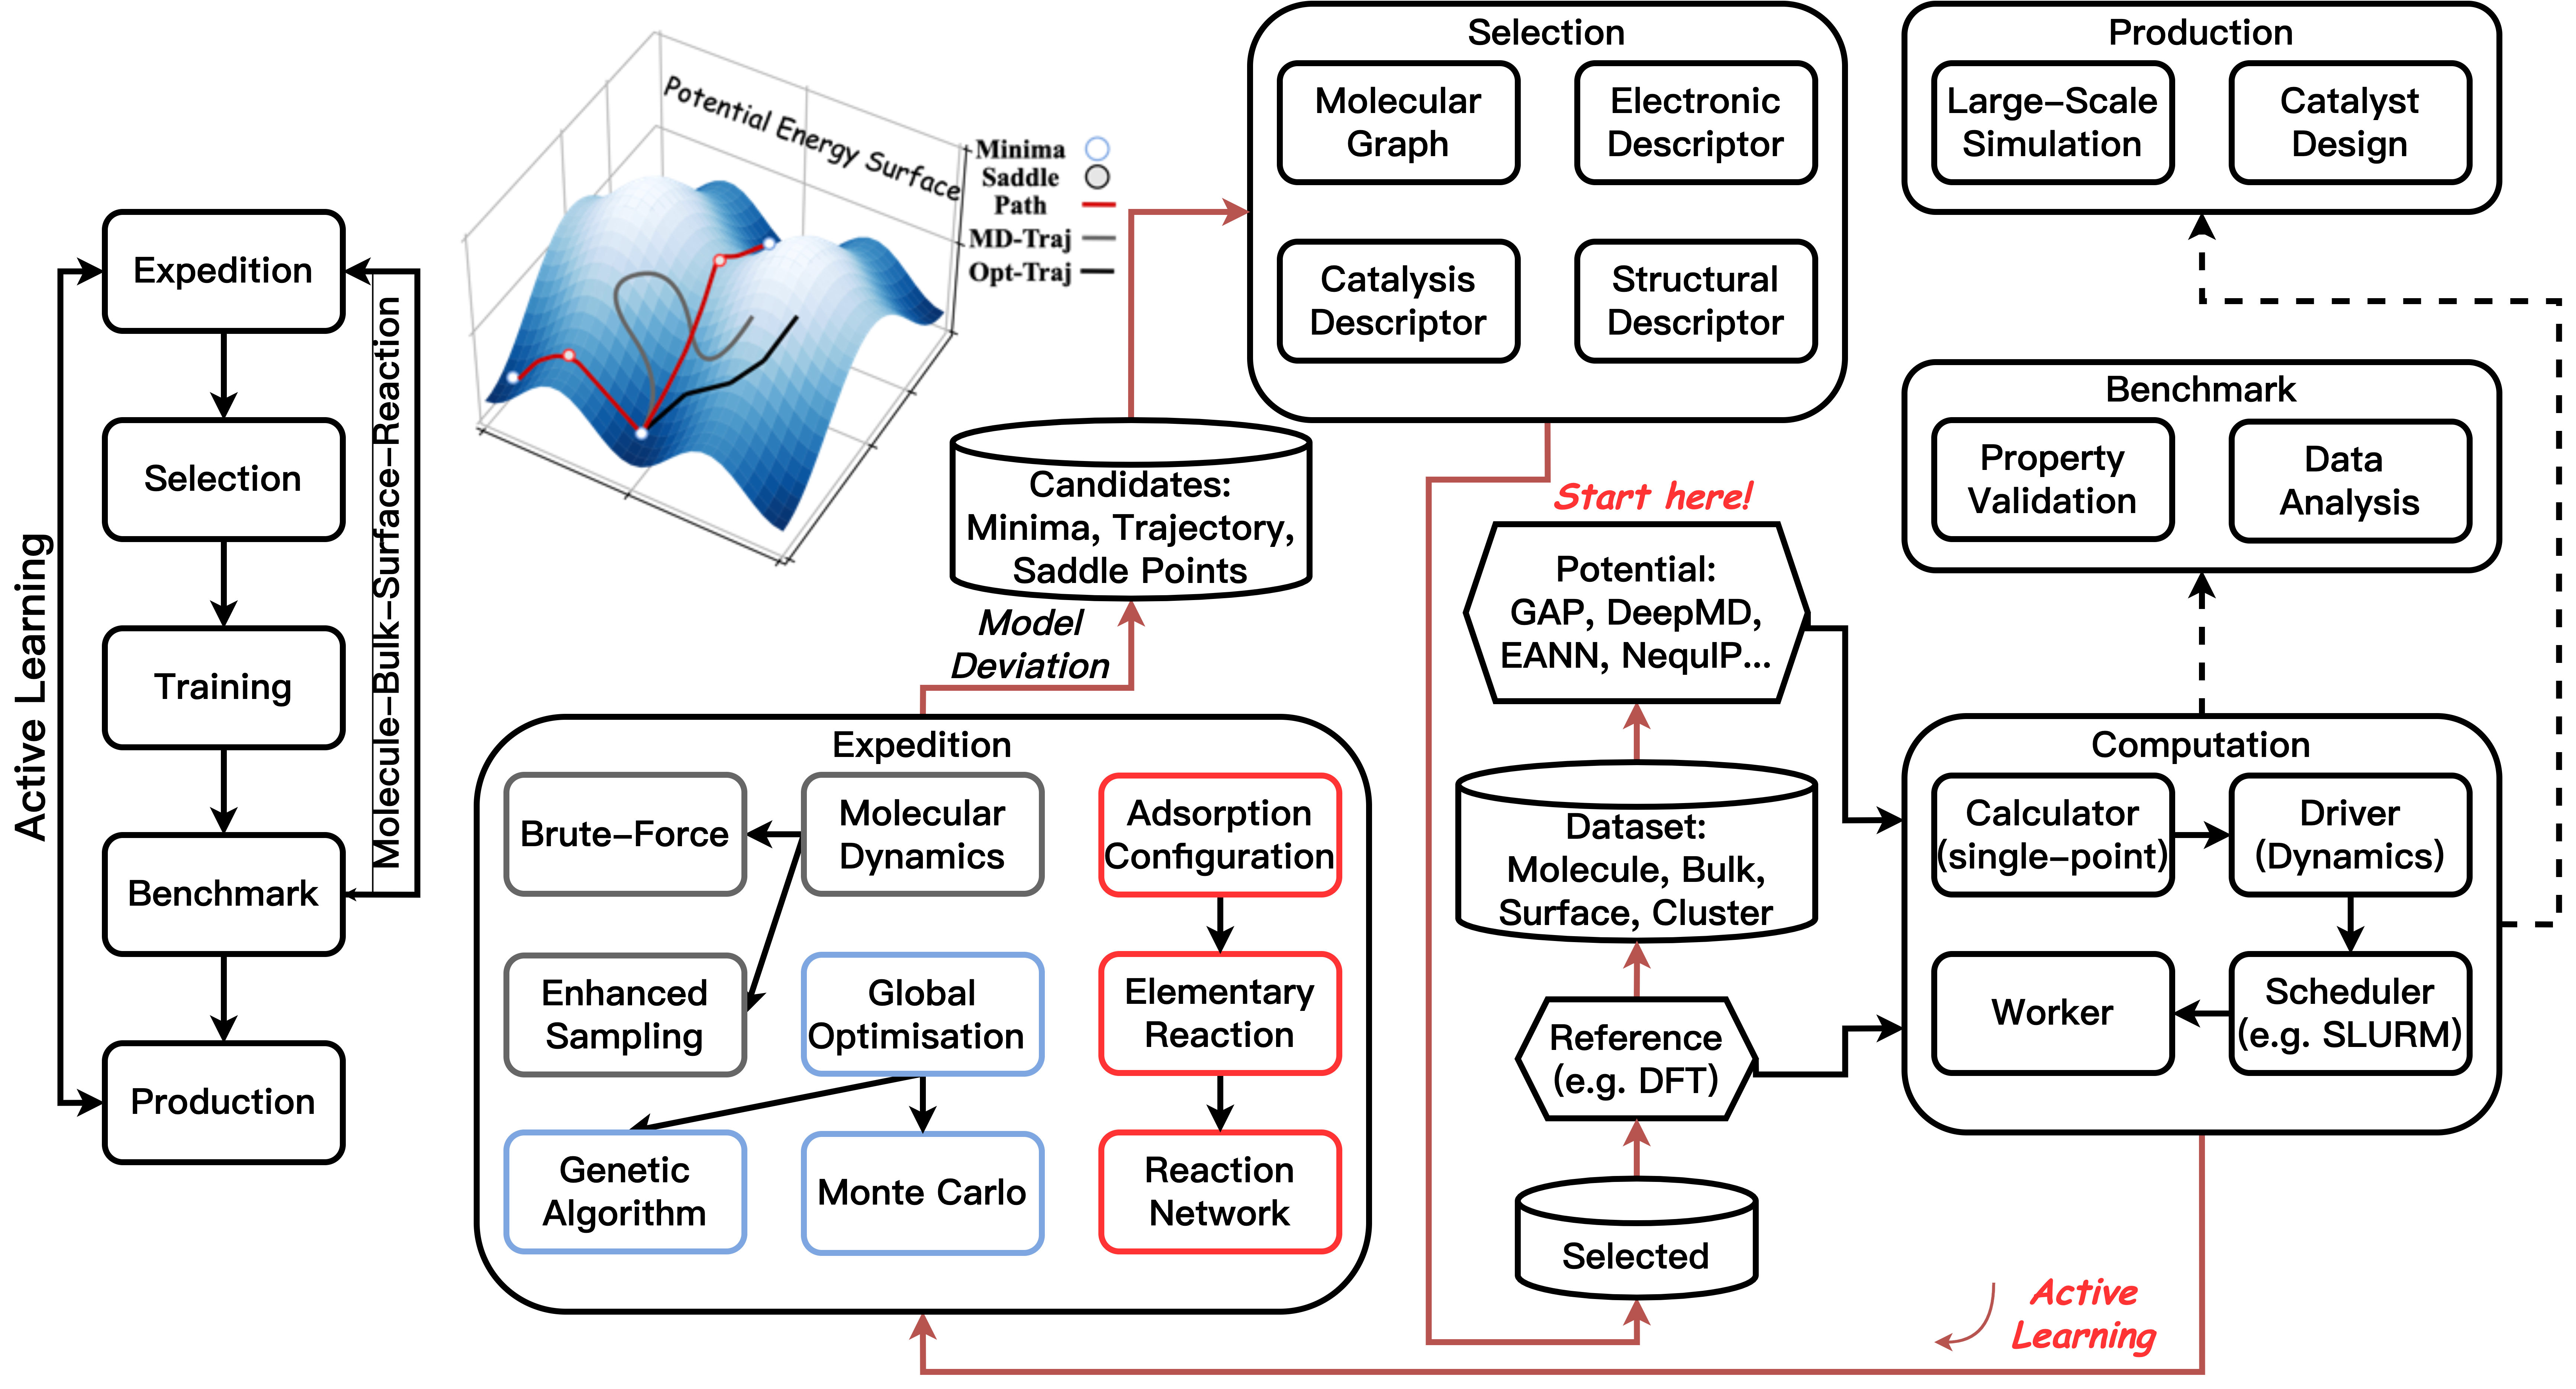 Active Learning
Expedition
Selection
Training
Benchmark
Production
Molecule-Bulk-Surface-Reaction
Potential Energy Surface
Minima
Saddle
Path
MD-Traj
Opt-Traj
Candidates:
Minima, Trajectory,
Saddle Points
Model
Deviation
Expedition
Brute-Force
Molecular
Dynamics
Adsorption
Configuration
Enhanced
Sampling
Global
Optimisation
Elementary
Reaction
Genetic
Algorithm
Monte Carlo
Reaction
Network
Selection
Molecular
Graph
Electronic
Descriptor
Catalysis
Descriptor
Structural
Descriptor
Start here!
Potential:
GAP, DeepMD,
EANN, NequIP...
Dataset:
Molecule, Bulk,
Surface, Cluster
Reference
(e.g. DFT)
Selected
Production
Large-Scale
Simulation
Catalyst
Design
Benchmark
Property
Validation
Data
Analysis
Computation
Calculator
(single-point)
Driver
(Dynamics)
Worker
Scheduler
(e.g. SLURM)
Active
Learning